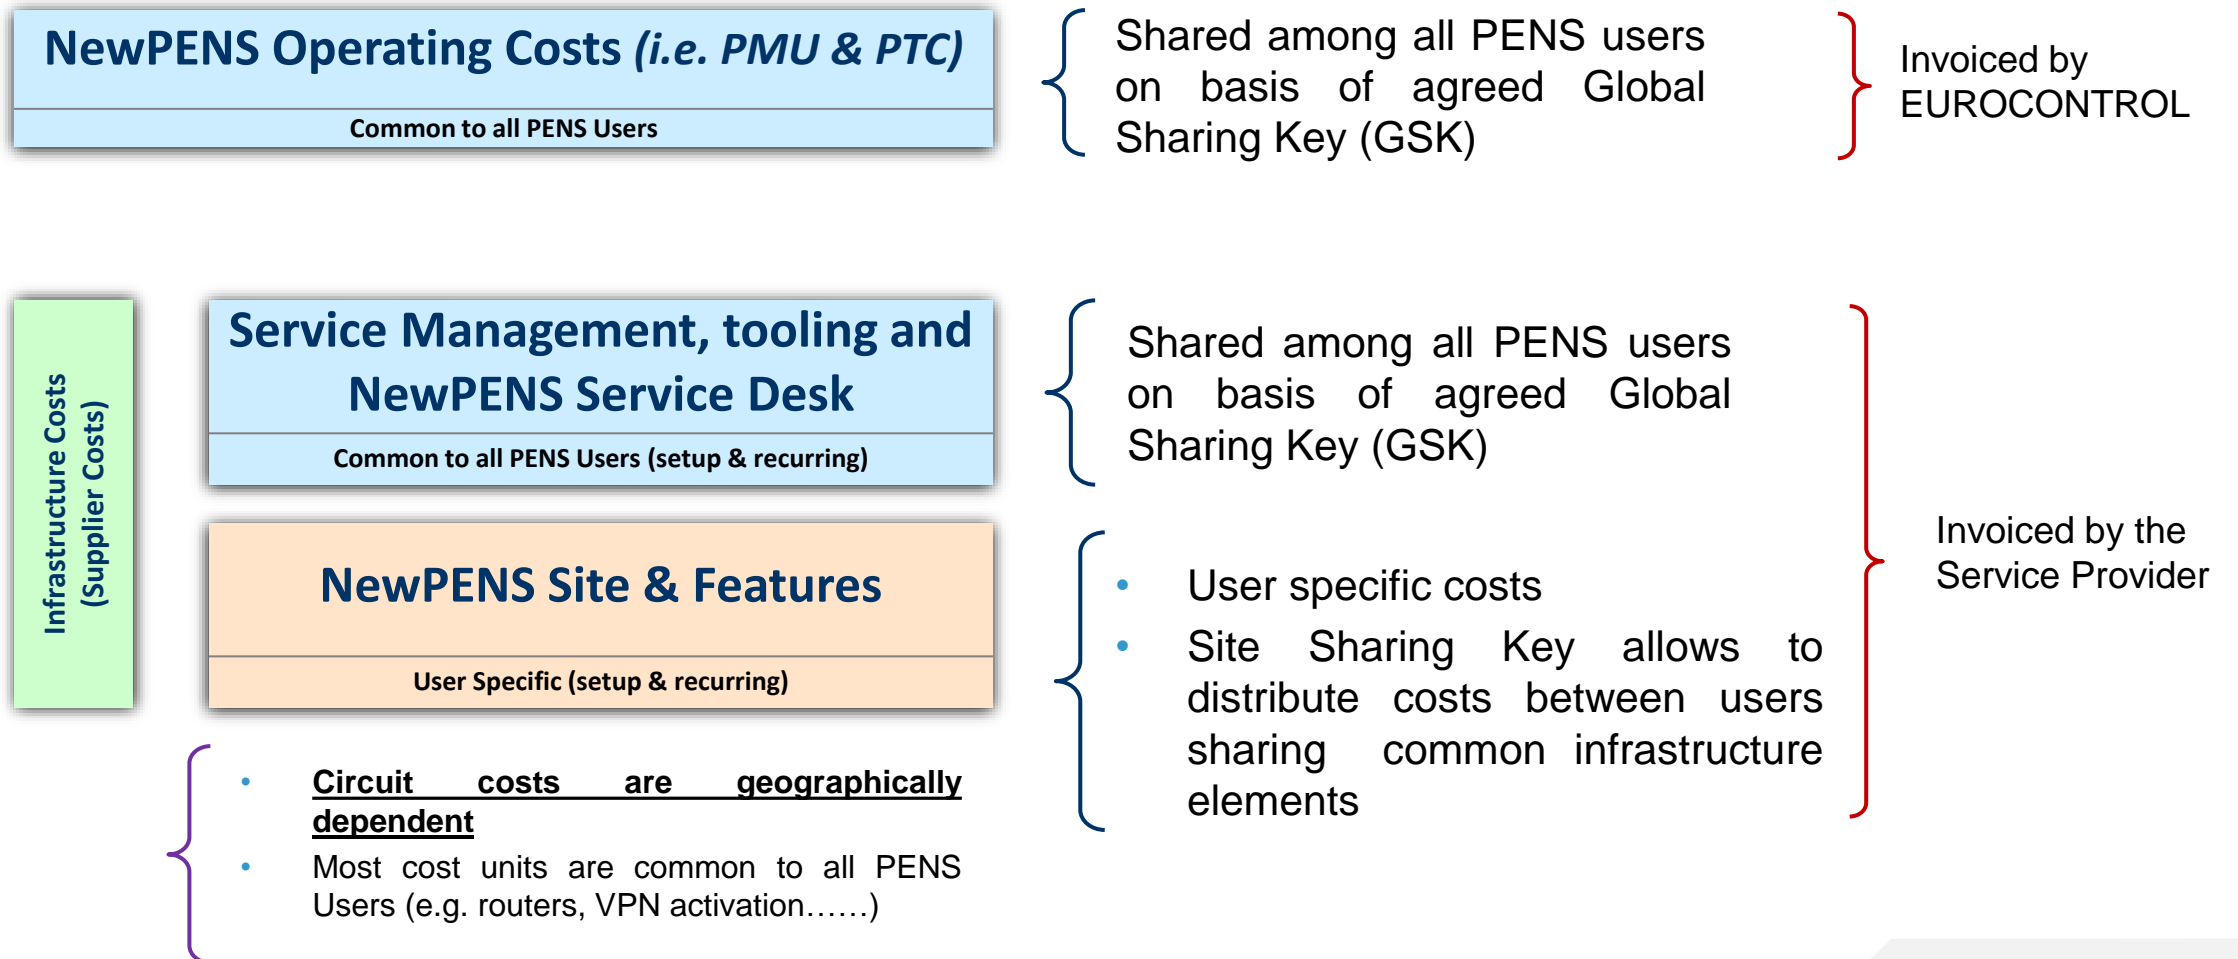 NewPENS Operating Costs (i.e. PMU & PTC)
Common to all PENS Users
Shared among all PENS users
on basis of agreed Global
Sharing Key (GSK)
Invoiced by
EUROCONTROL
Infrastructure Costs
(Supplier Costs)
Service Management, tooling and
NewPENS Service Desk
Common to all PENS Users (setup & recurring)
Shared among all PENS users
on basis of agreed Global
Sharing Key (GSK)
NewPENS Site & Features
User Specific (setup & recurring)
• User specific costs
• Site Sharing Key allows to
distribute costs between users
sharing common infrastructure
elements
Invoiced by the
Service Provider
• Circuit costs are geographically
dependent
• Most cost units are common to all PENS
Users (e.g. routers, VPN activation……)